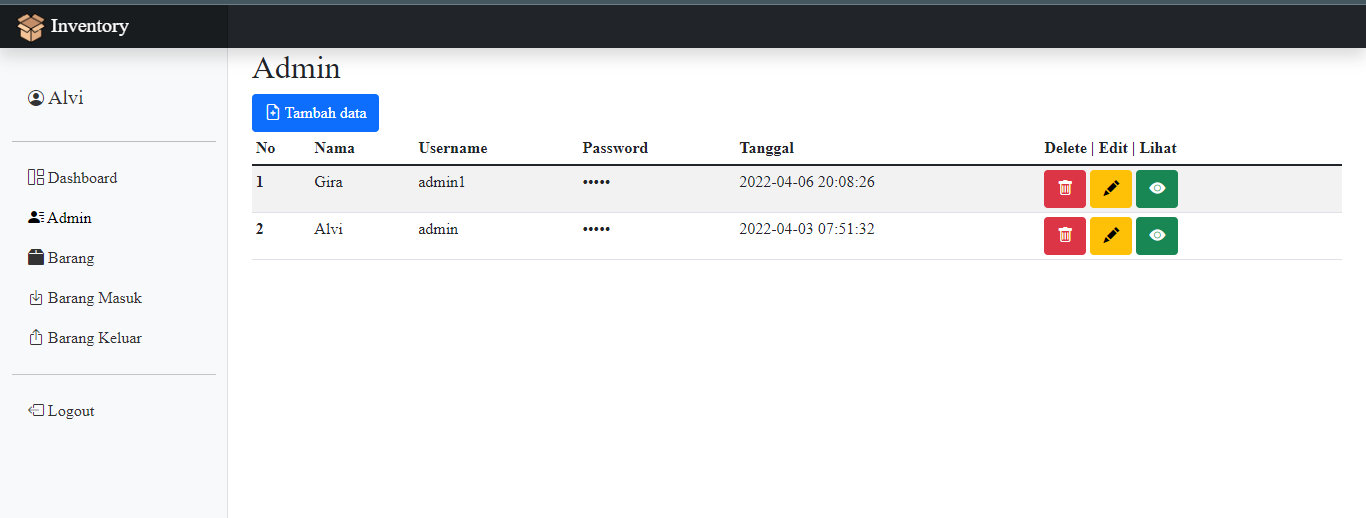 Inventory
Admin
Alvi
Tambah data
No Nama Username Password Tanggal Delete | Edit | Lihat
1 Gira admin1 ••••• 2022-04-06 20:08:26
2 Alvi admin ••••• 2022-04-03 07:51:32
Dashboard
Admin
Barang
Barang Masuk
Barang Keluar
Logout